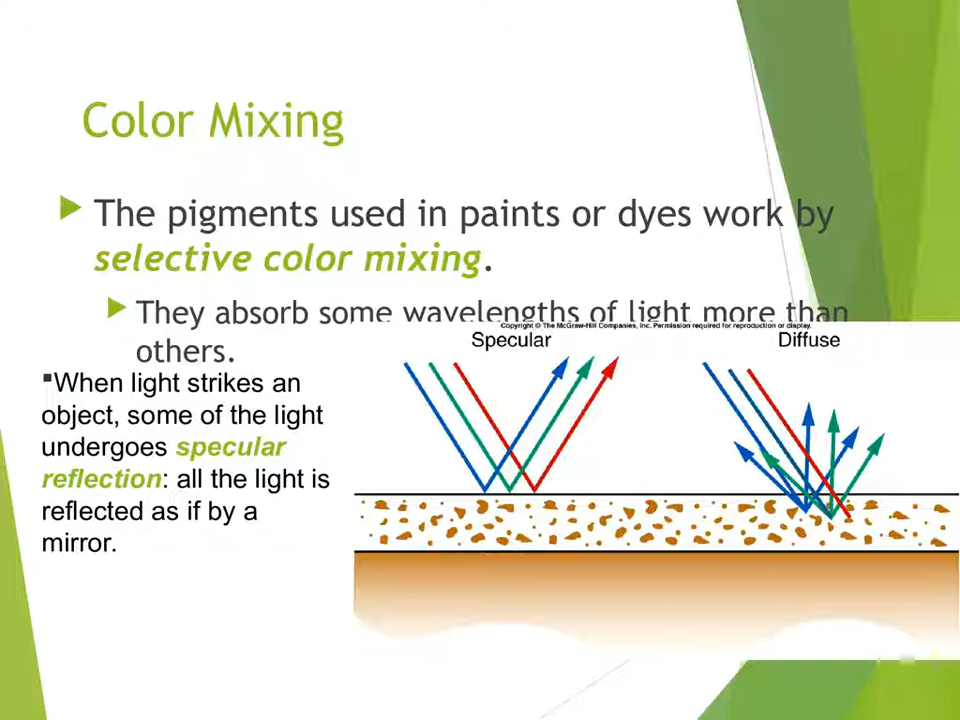 Color Mixing
The pigments used in paints or dyes work by
selective color mixing.
They absorb some wavelengths of light more than
others.
Copyright © The McGraw-Hill Companies, Inc. Permission required for reproduction or display.
Specular
Diffuse
When light strikes an
object, some of the light
undergoes specular
reflection: all the light is
reflected as if by a
mirror.